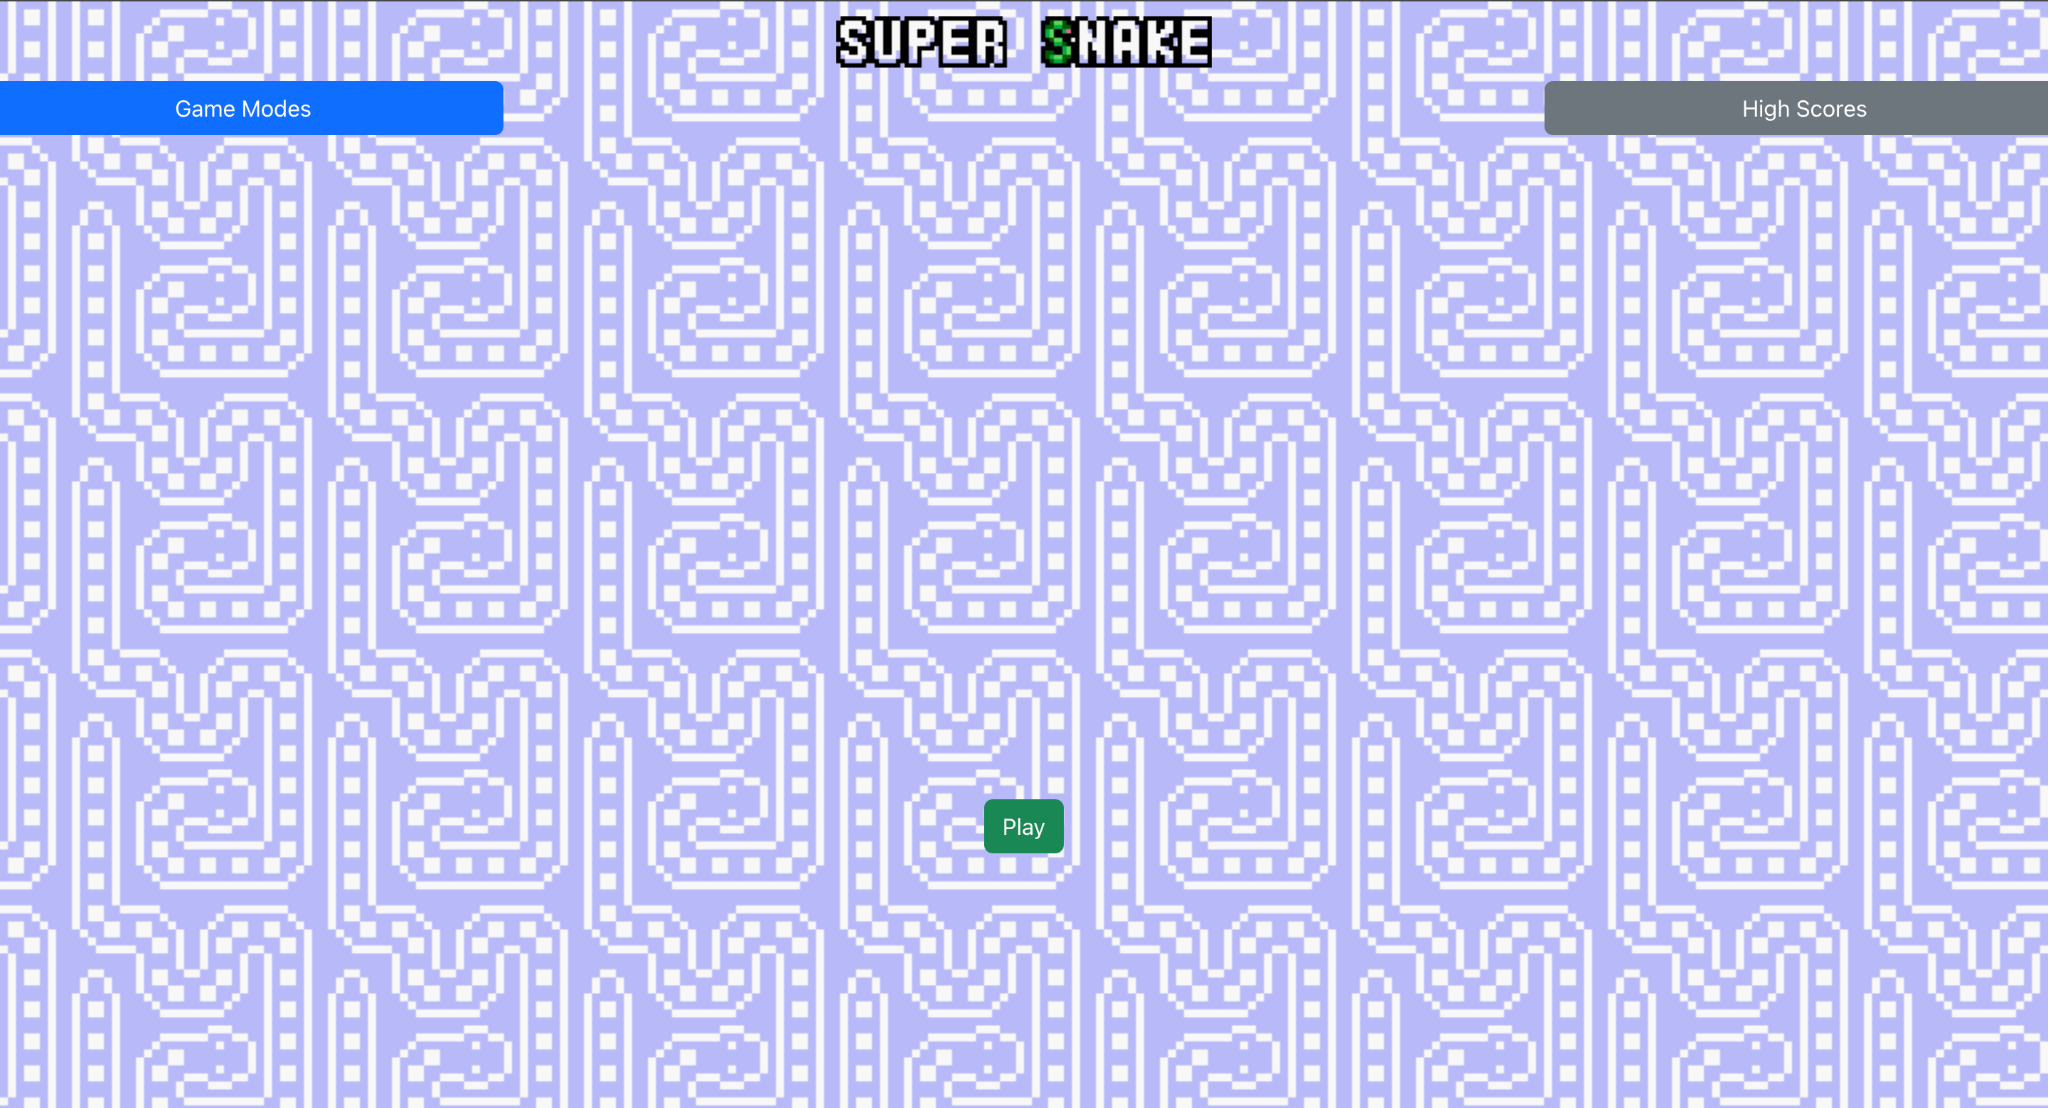 SUPER SNAKE
Game Modes
High Scores
Play